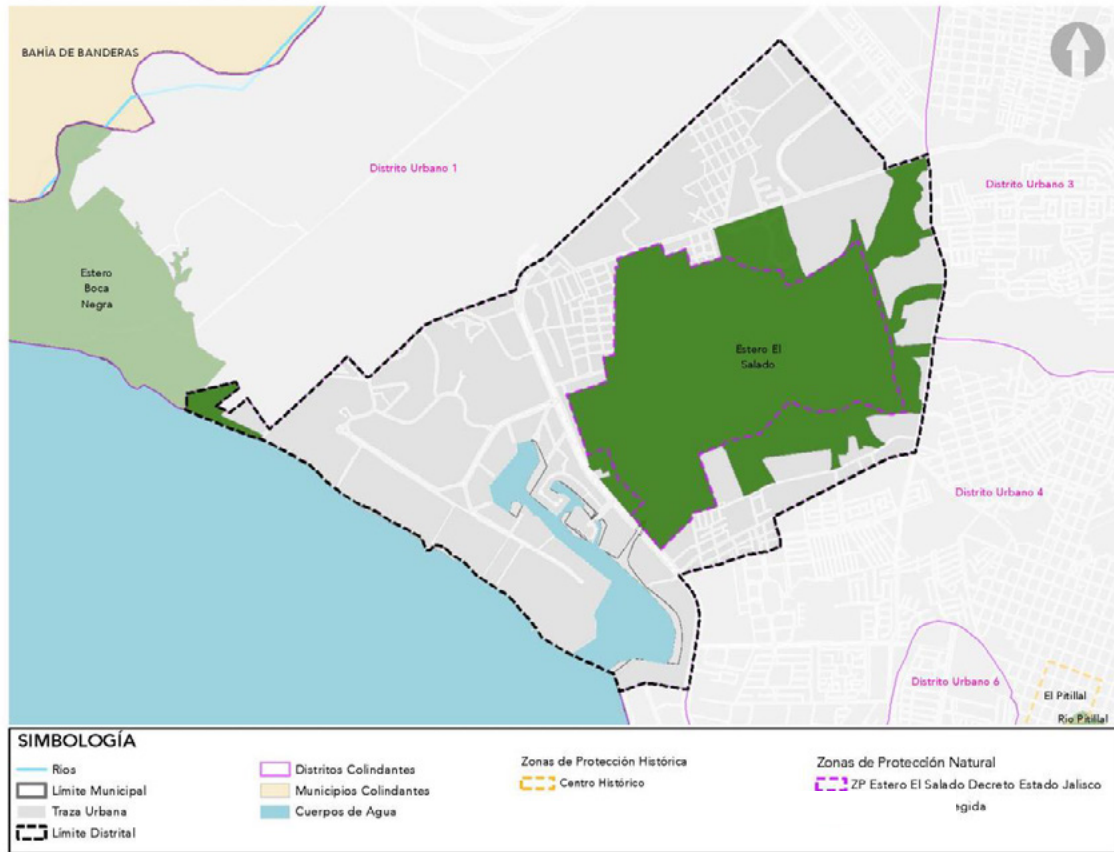 BAHÍA DE BANDERAS
Distrito Urbano 1
Distrito Urbano 3
Estero
Boca
Negra
Estero El
Salado
Distrito Urbano 4
Distrito Urbano 6
El Pitillal
Río Pitillal
SIMBOLOGÍA
Ríos
Límite Municipal
Traza Urbana
Límite Distrital
Distritos Colindantes
Municipios Colindantes
Cuerpos de Agua
Zonas de Protección Histórica
Centro Histórico
Zonas de Protección Natural
ZP Estero El Salado Decreto Estado Jalisco
egida